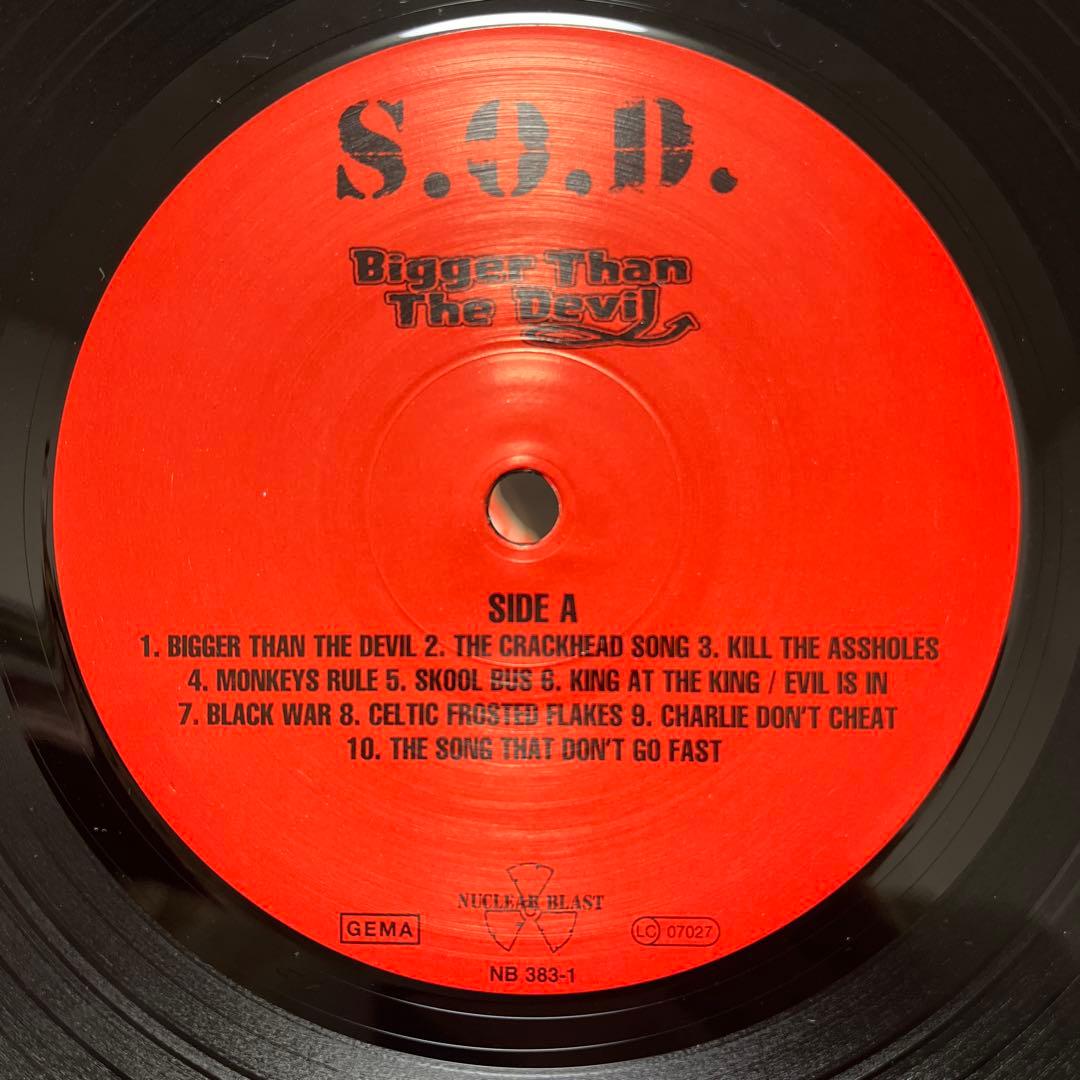 S.O.D.
Bigger Than
The Devil
SIDE A
1. BIGGER THAN THE DEVIL 2. THE CRACKHEAD SONG 3. KILL THE ASSHOLES
4. MONKEYS RULE 5. SKOOL BUS 6. KING AT THE KING / EVIL IS IN
7. BLACK WAR 8. CELTIC FROSTED FLAKES 9. CHARLIE DON'T CHEAT
10. THE SONG THAT DON'T GO FAST
NUCLEAR BLAST
GEMA
LC 07027
NB 383-1